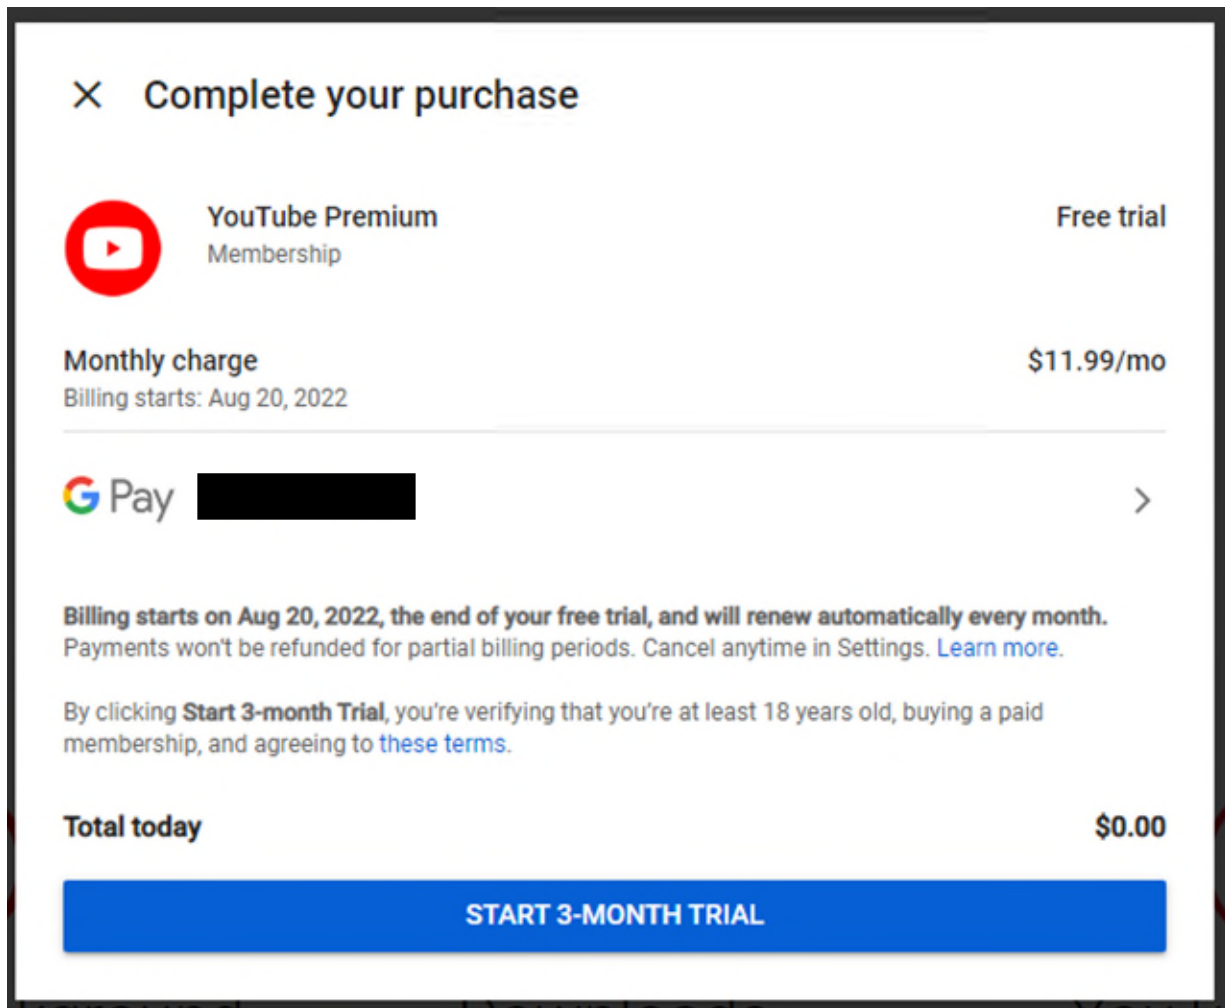 Complete your purchase
YouTube Premium
Free trial
Membership
Monthly charge
$11.99/mo
Billing starts: Aug 20, 2022
G Pay
Billing starts on Aug 20, 2022, the end of your free trial, and will renew automatically every month.
Payments won't be refunded for partial billing periods. Cancel anytime in Settings. Learn more.
By clicking Start 3-month Trial, you're verifying that you're at least 18 years old, buying a paid
membership, and agreeing to these terms.
Total today
$0.00
START 3-MONTH TRIAL